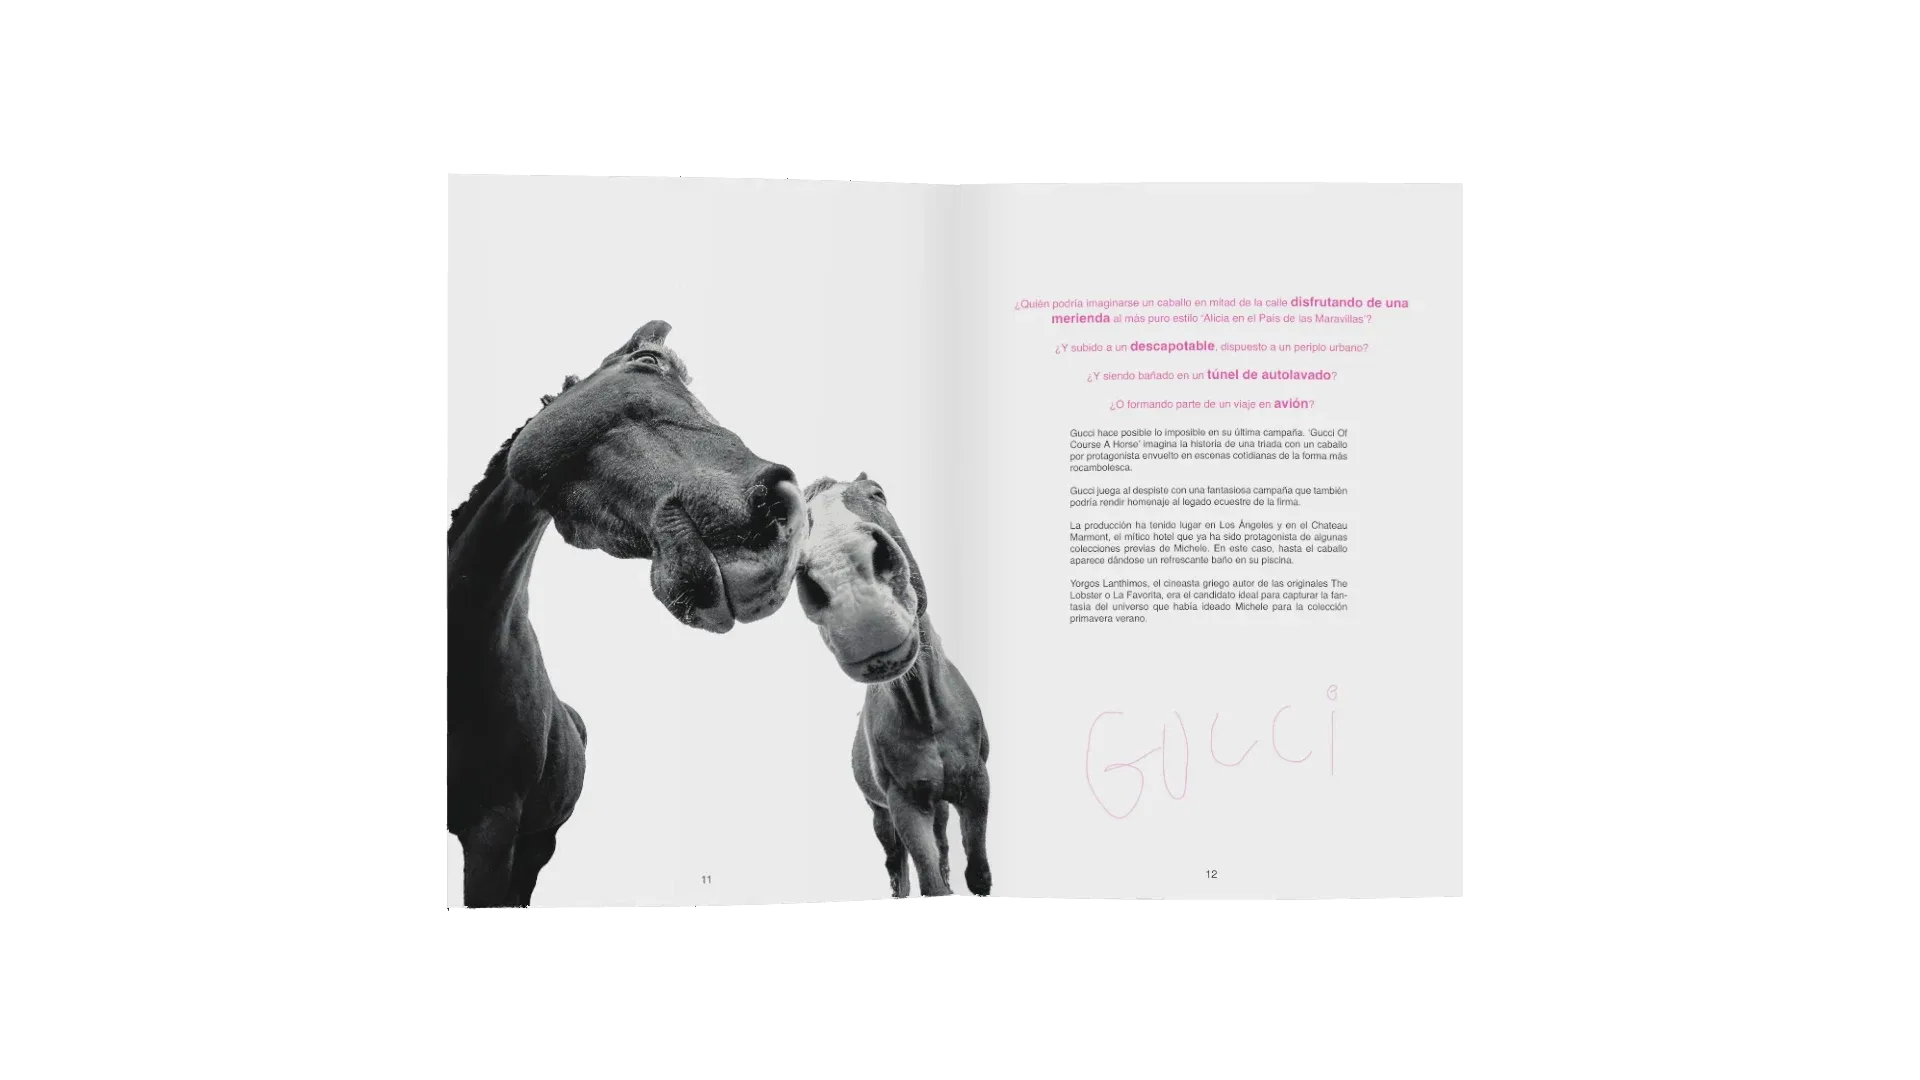 ¿Quién podría imaginarse un caballo en mitad de la calle disfrutando de una
merienda al más puro estilo ‘Alicia en el País de las Maravillas’?
¿Y subido a un descapotable, dispuesto a un periplo urbano?
¿Y siendo bañado en un túnel de autolavado?
¿O formando parte de un viaje en avión?
Gucci hace posible lo imposible en su última campaña. ‘Gucci Of
Course A Horse’ imagina la historia de una triada con un caballo
por protagonista envuelto en escenas cotidianas de la forma más
rocambolesca.
Gucci juega al despiste con una fantasiosa campaña que también
podría rendir homenaje al legado ecuestre de la firma.
La producción ha tenido lugar en Los Ángeles y en el Chateau
Marmont, el mítico hotel que ya ha sido protagonista de algunas
colecciones previas de Michele. En este caso, hasta el caballo
aparece dándose un refrescante baño en su piscina.
Yorgos Lanthimos, el cineasta griego autor de las originales The
Lobster o La Favorita, era el candidato ideal para capturar la fan-
tasía del universo que había ideado Michele para la colección
primavera verano.
GUCCi
11
12